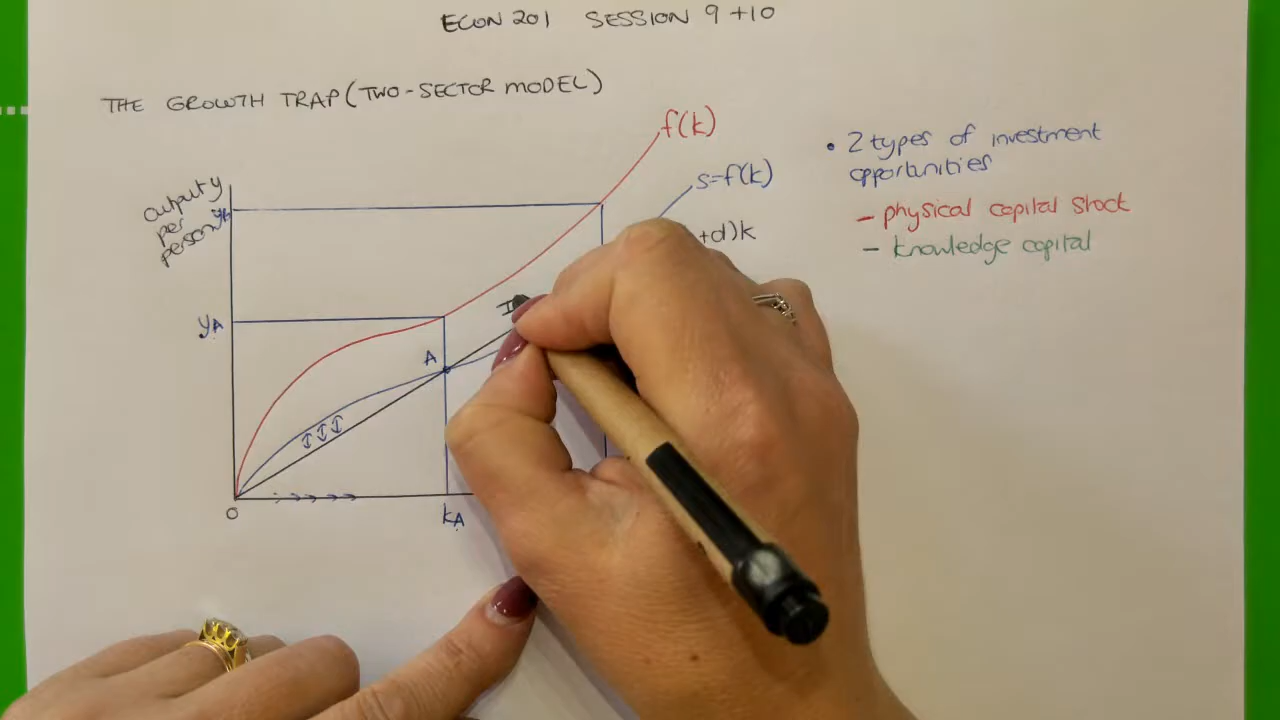 ECON 201 SESSION 9 +10
THE GROWTH TRAP (TWO-SECTOR MODEL)
f(k)
s=f(k)
+d)k
• 2 types of investment
opportunities
- physical capital stock
- knowledge capital
output y
per
person
yB
yA
A
0
kA